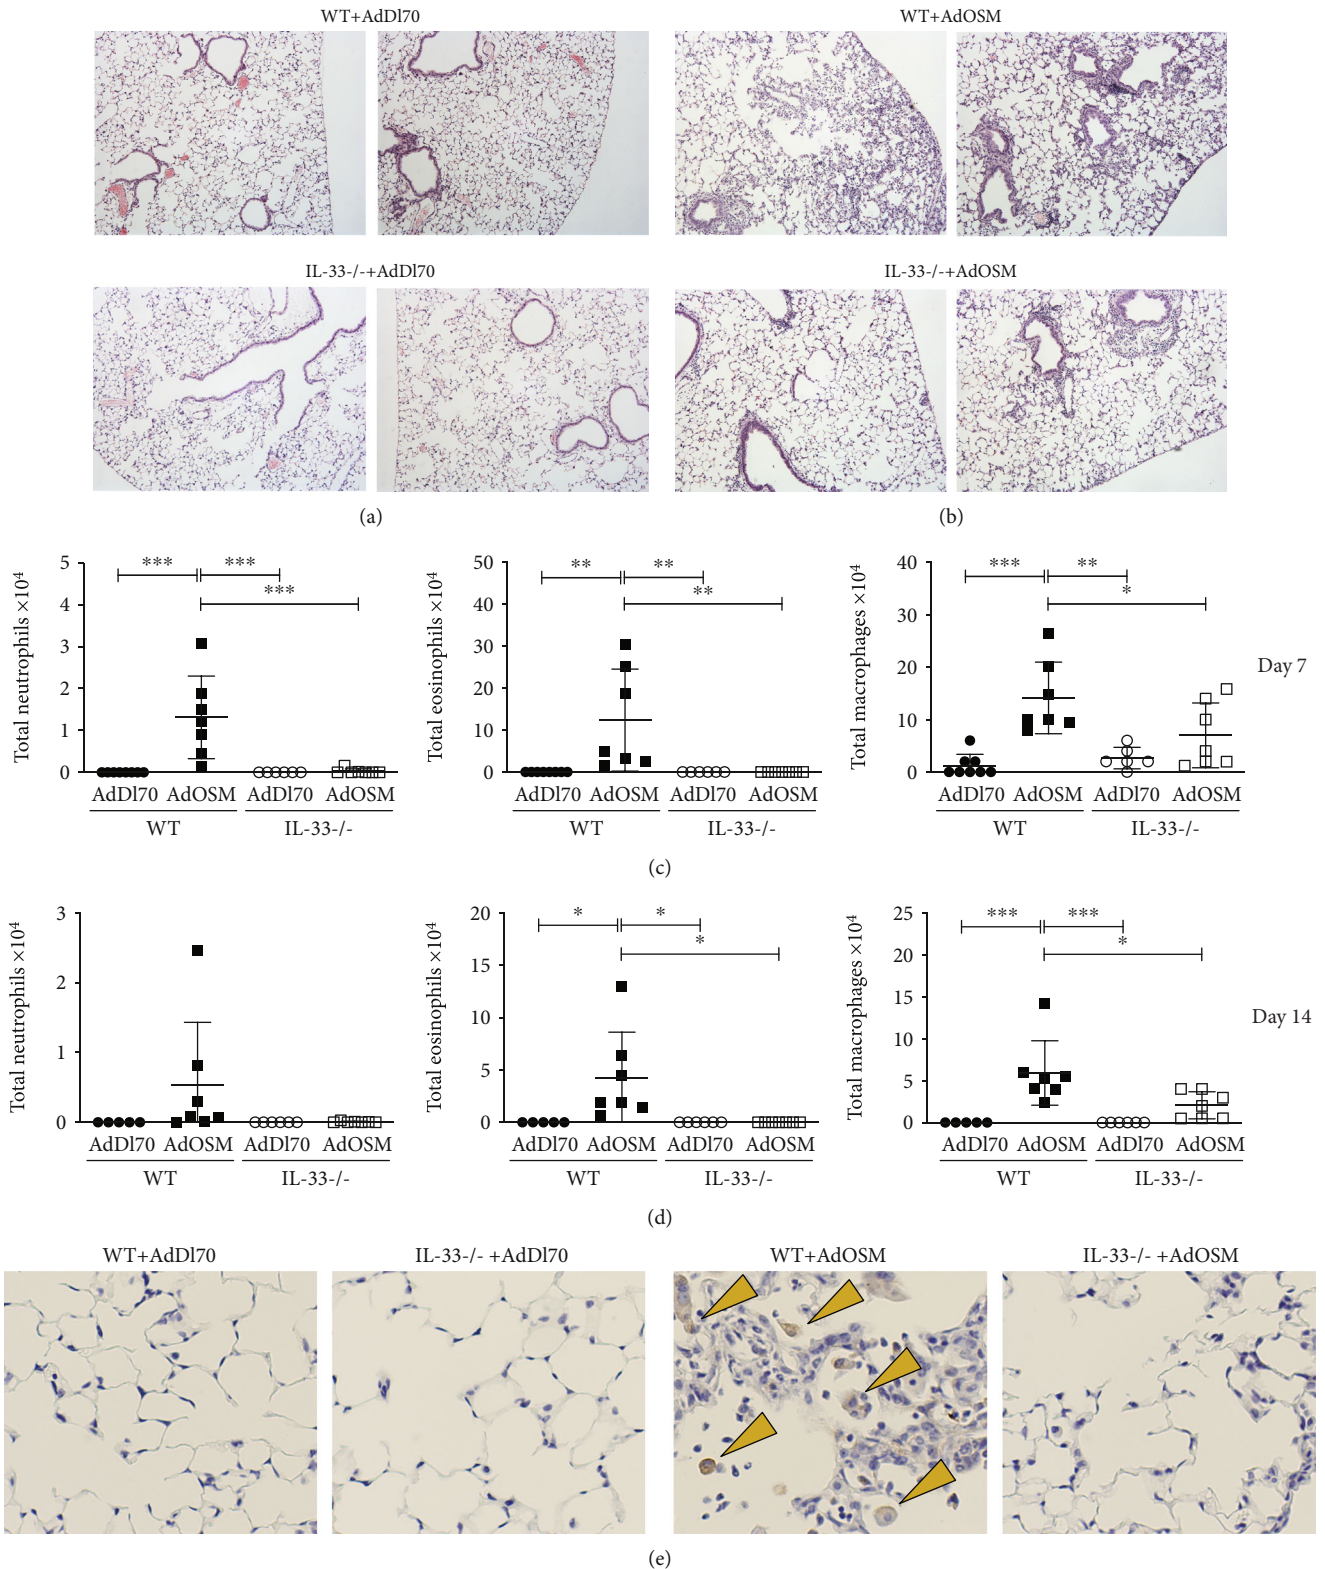 WT+AdDl70
WT+AdOSM
IL-33-/-+AdDl70
IL-33-/-+AdOSM
(a)
(b)
Total neutrophils ×10⁴
5
4
3
2
1
0
***
***
***
AdDl70 AdOSM AdDl70 AdOSM
WT IL-33-/-
Total eosinophils ×10⁴
50
40
30
20
10
0
**
**
**
AdDl70 AdOSM AdDl70 AdOSM
WT IL-33-/-
Total macrophages ×10⁴
40
30
20
10
0
***
**
*
AdDl70 AdOSM AdDl70 AdOSM
WT IL-33-/-
Day 7
(c)
Total neutrophils ×10⁴
3
2
1
0
AdDl70 AdOSM AdDl70 AdOSM
WT IL-33-/-
Total eosinophils ×10⁴
20
15
10
5
0
*
*
*
AdDl70 AdOSM AdDl70 AdOSM
WT IL-33-/-
Total macrophages ×10⁴
25
20
15
10
5
0
***
***
*
AdDl70 AdOSM AdDl70 AdOSM
WT IL-33-/-
Day 14
(d)
WT+AdDl70
IL-33-/- +AdDl70
WT+AdOSM
IL-33-/- +AdOSM
(e)